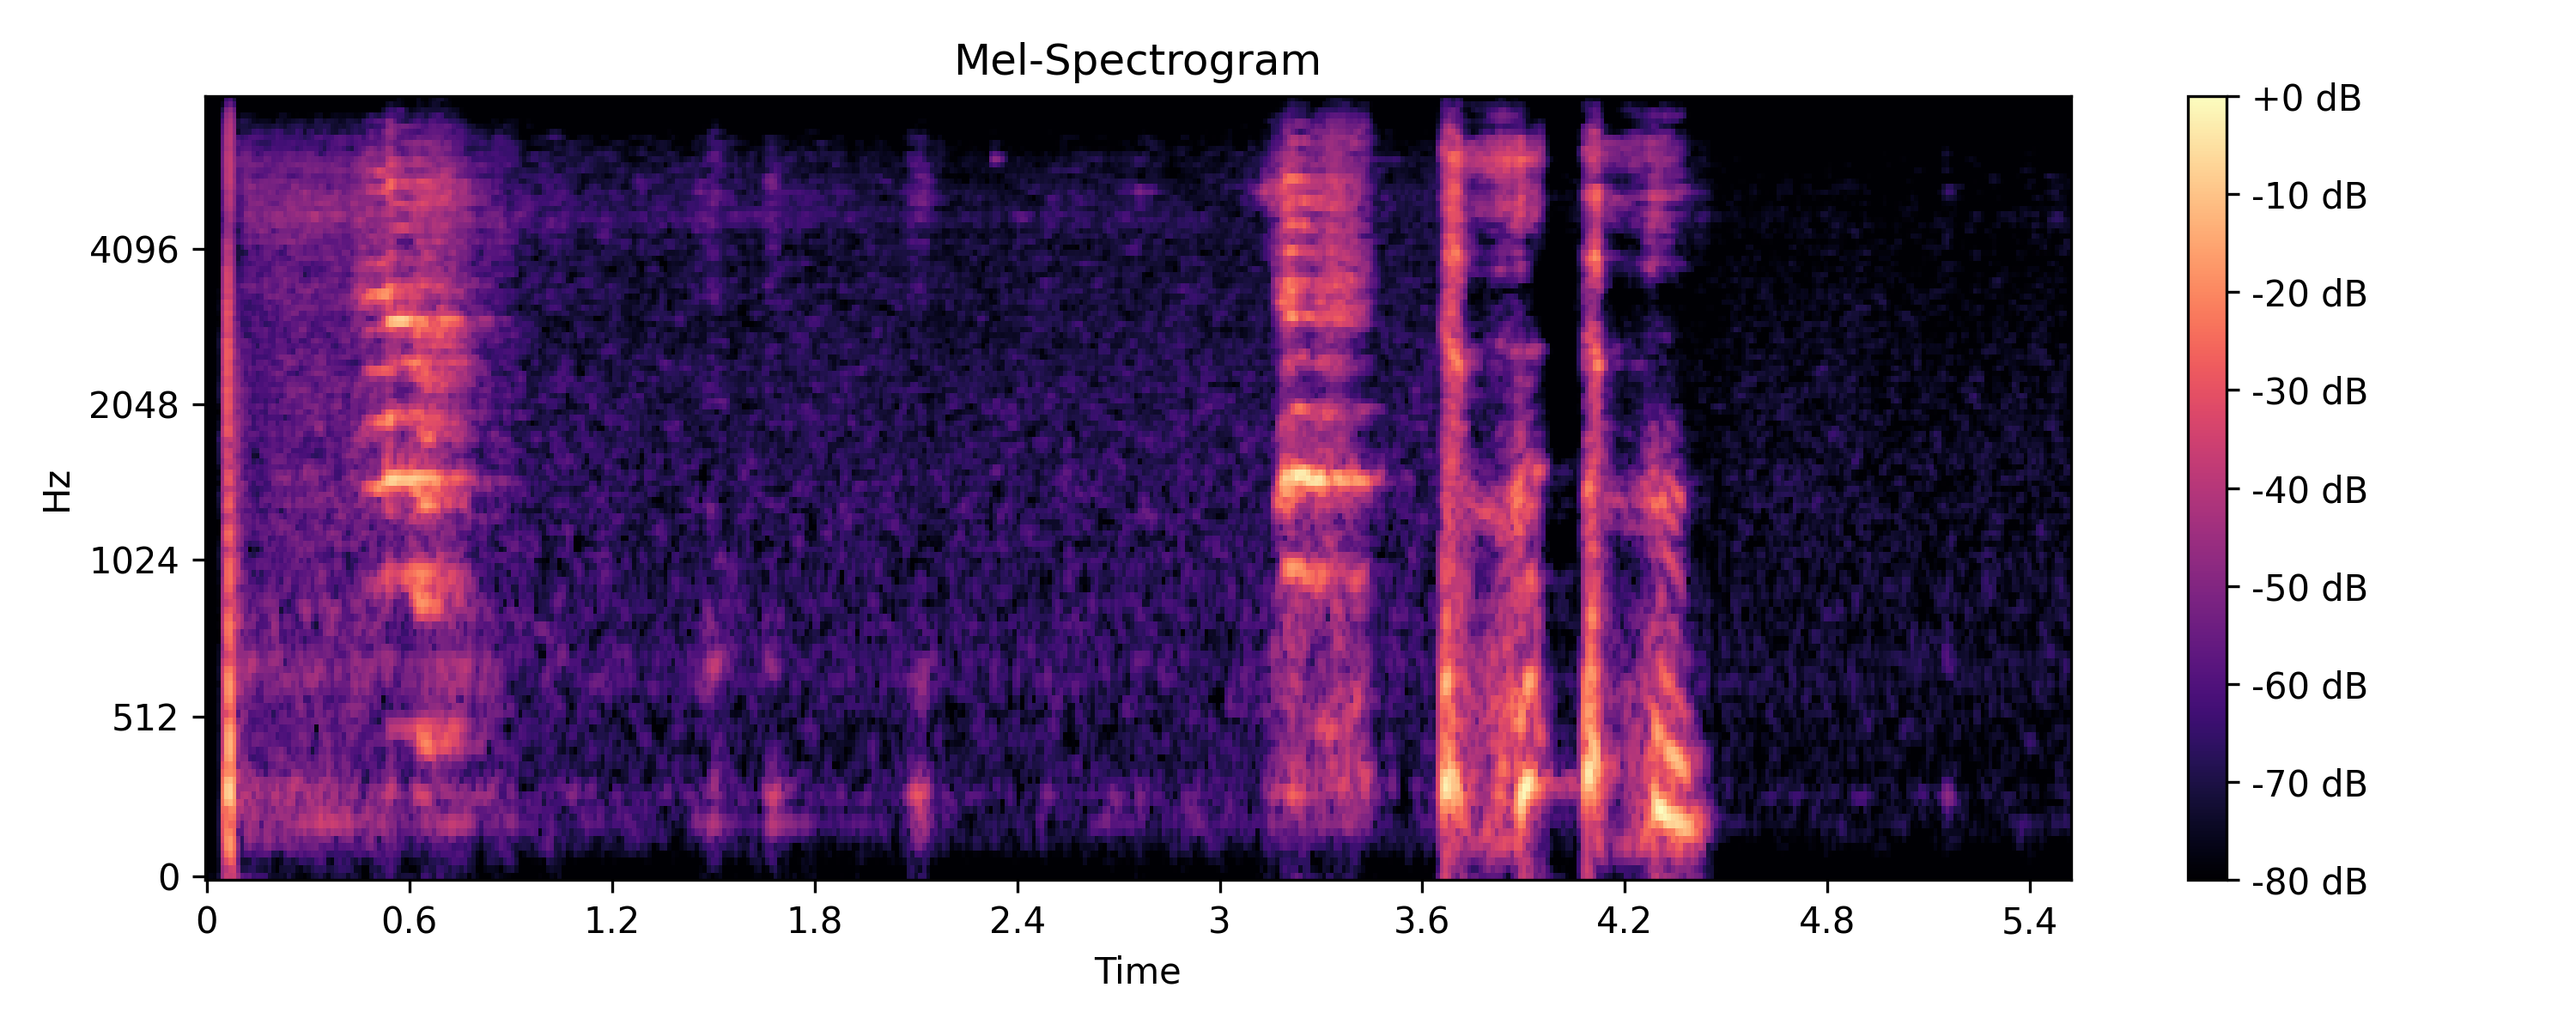 Mel-Spectrogram
+0 dB
-10 dB
-20 dB
-30 dB
-40 dB
-50 dB
-60 dB
-70 dB
-80 dB
Hz
4096
2048
1024
512
0
0 0.6 1.2 1.8 2.4 3 3.6 4.2 4.8 5.4
Time